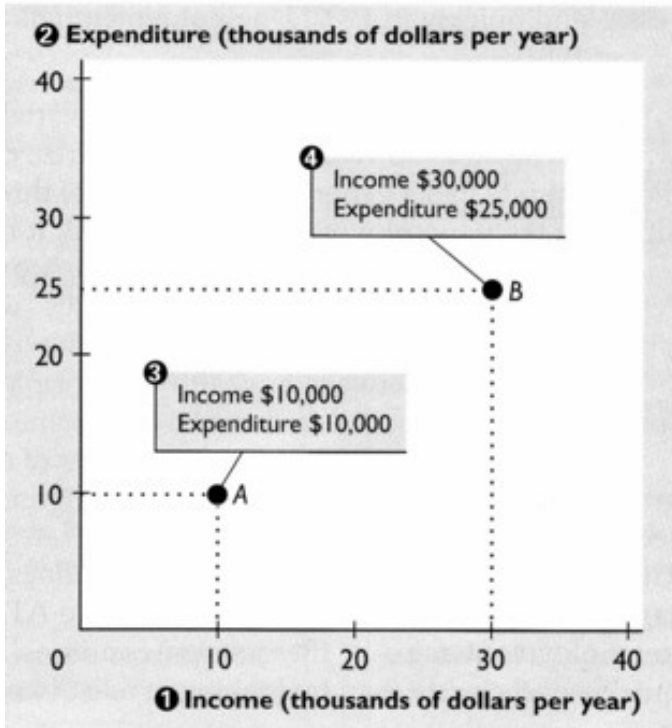 ❷ Expenditure (thousands of dollars per year)
40
❹
Income $30,000
Expenditure $25,000
30
25
B
20
❸
Income $10,000
Expenditure $10,000
10
A
0 10 20 30 40
❶ Income (thousands of dollars per year)